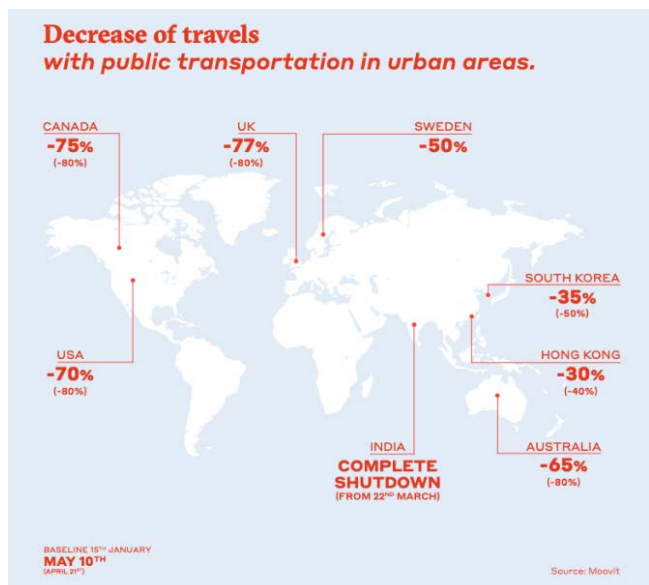 Decrease of travels
with public transportation in urban areas.
CANADA
-75%
(-80%)
UK
-77%
(-80%)
SWEDEN
-50%
SOUTH KOREA
-35%
(-50%)
USA
-70%
(-80%)
HONG KONG
-30%
(-40%)
INDIA
COMPLETE
SHUTDOWN
(FROM 22ND MARCH)
AUSTRALIA
-65%
(-80%)
BASELINE 15TH JANUARY
MAY 10TH
(APRIL 21ST)
Source: Moovit